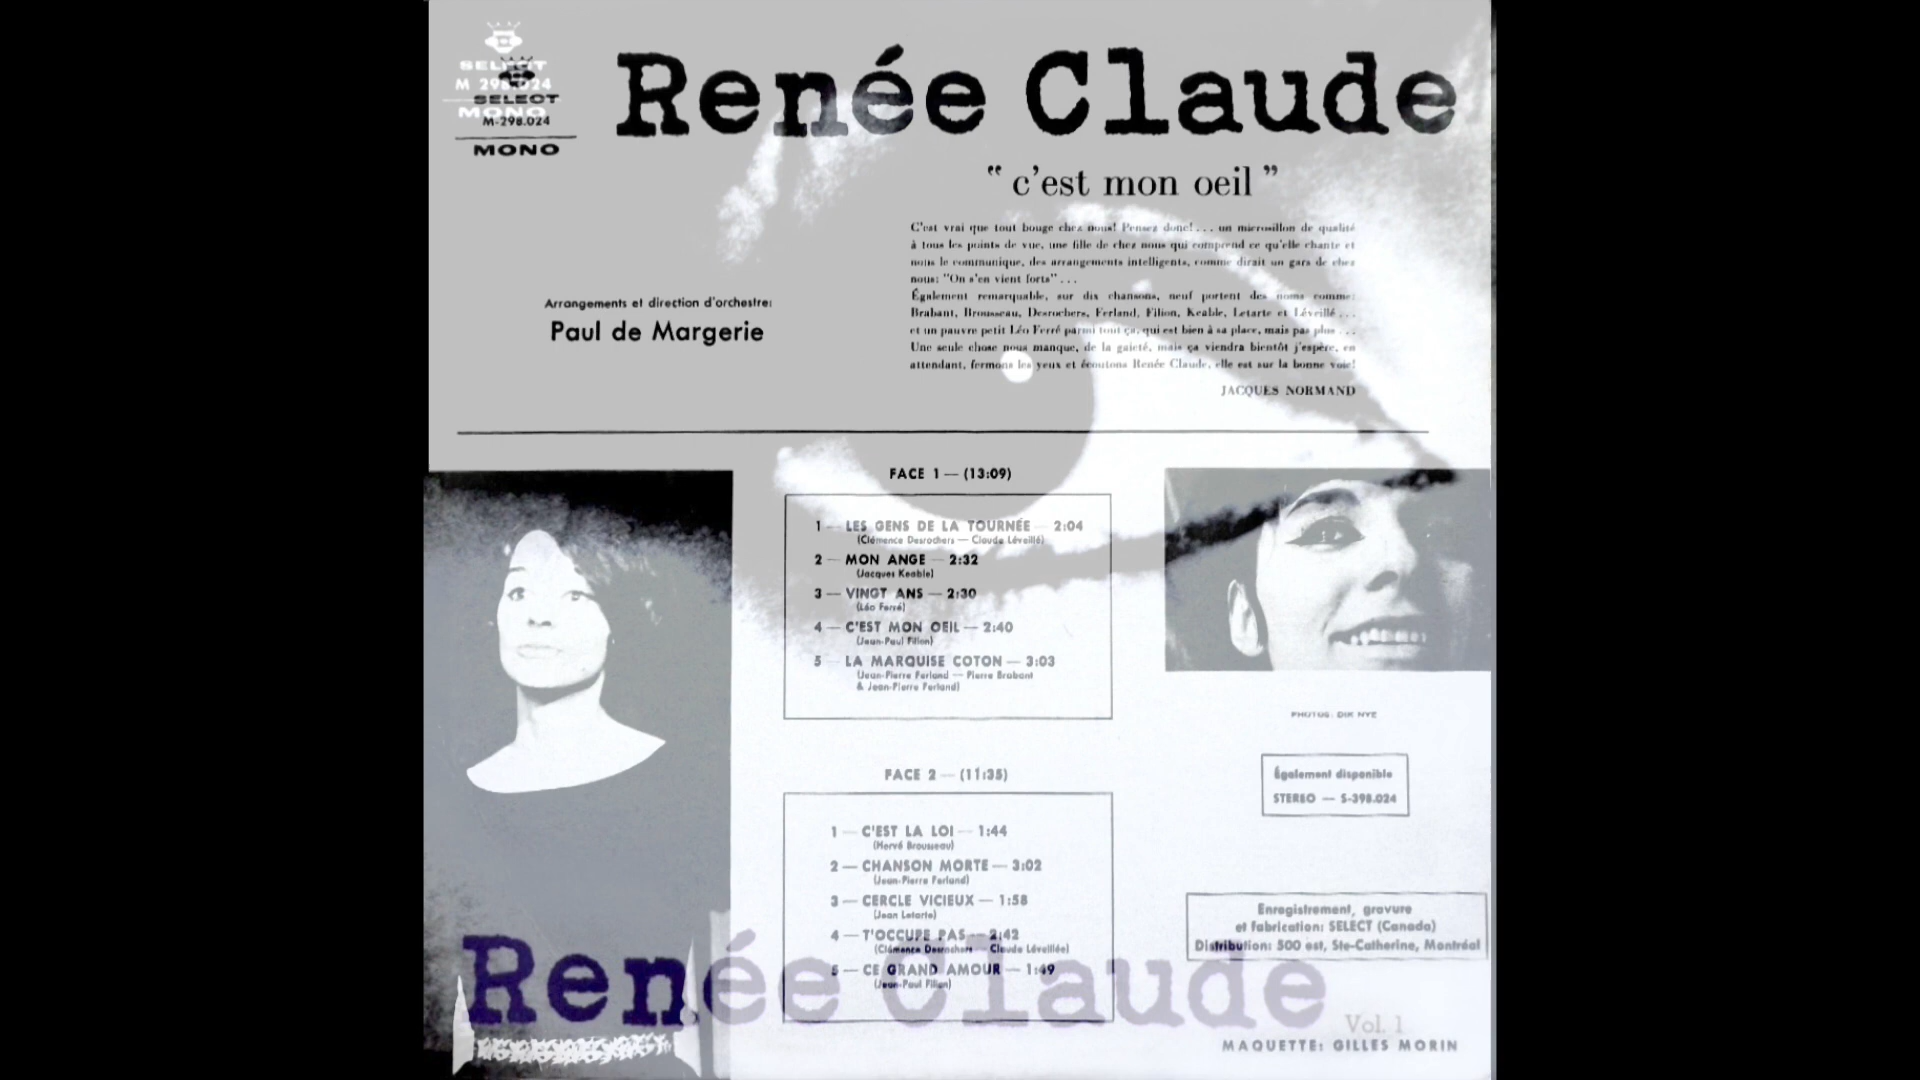 SELECT
M 298.024
MONO
SELECT
M-298.024
MONO
Renée Claude
“ c'est mon oeil ”
C'est vrai que tout bouge chez nous! Pensez donc! . . . un microsillon de qualité
à tous les points de vue, une fille de chez nous qui comprend ce qu'elle chante et
nous le communique, des arrangements intelligents, comme dirait un gars de chez
nous: "On s'en vient forts" . . .
Également remarquable, sur dix chansons, neuf portent des noms comme:
Brabant, Brousseau, Desrochers, Ferland, Filion, Keable, Letarte et Léveillé . . .
et un pauvre petit Léo Ferré parmi tout ça, qui est bien à sa place, mais pas plus . . .
Une seule chose nous manque, de la gaieté, mais ça viendra bientôt j'espère, en
attendant, fermons les yeux et écoutons Renée Claude, elle est sur la bonne voie!
JACQUES NORMAND
Arrangements et direction d'orchestre:
Paul de Margerie
FACE 1 — (13:09)
1 — LES GENS DE LA TOURNÉE — 2:04
(Clémence Desrochers — Claude Léveillé)
2 — MON ANGE — 2:32
(Jacques Keable)
3 — VINGT ANS — 2:30
(Léo Ferré)
4 — C'EST MON OEIL — 2:40
(Jean-Paul Filion)
5 LA MARQUISE COTON — 3:03
(Jean-Pierre Ferland — Pierre Brabant
& Jean-Pierre Ferland)
PHOTOS: DIK NYE
FACE 2 — (11:35)
1 — C'EST LA LOI — 1:44
(Hervé Brousseau)
2 — CHANSON MORTE — 3:02
(Jean-Pierre Ferland)
3 — CERCLE VICIEUX — 1:58
(Jean Letarte)
4 — T'OCCUPE PAS — 2:42
(Clémence Desrochers — Claude Léveillée)
5 — CE GRAND AMOUR — 1:49
(Jean-Paul Filion)
Également disponible
STEREO — S-398.024
Enregistrement, gravure
et fabrication: SELECT (Canada)
Distribution: 500 est, Ste-Catherine, Montréal
Renée Claude
Vol. 1
MAQUETTE: GILLES MORIN